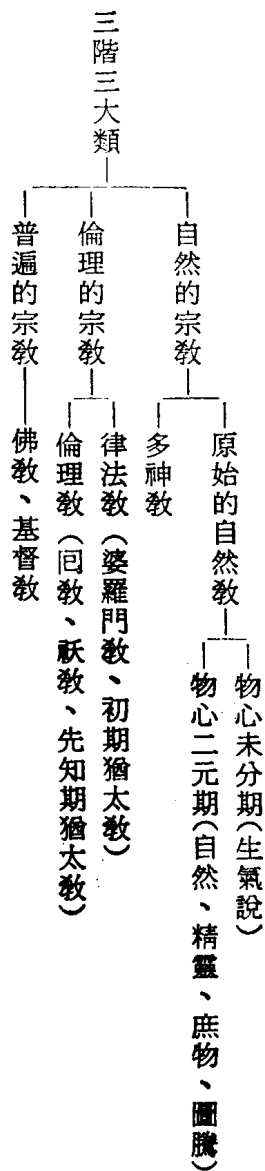 三階三大類
自然的宗教
原始的自然教
物心未分期（生氣說）
物心二元期（自然、精靈、庶物、圖騰）
多神教
倫理的宗教
律法教（婆羅門教、初期猶太教）
倫理教（回教、祆教、先知期猶太教）
普遍的宗教
佛教、基督教